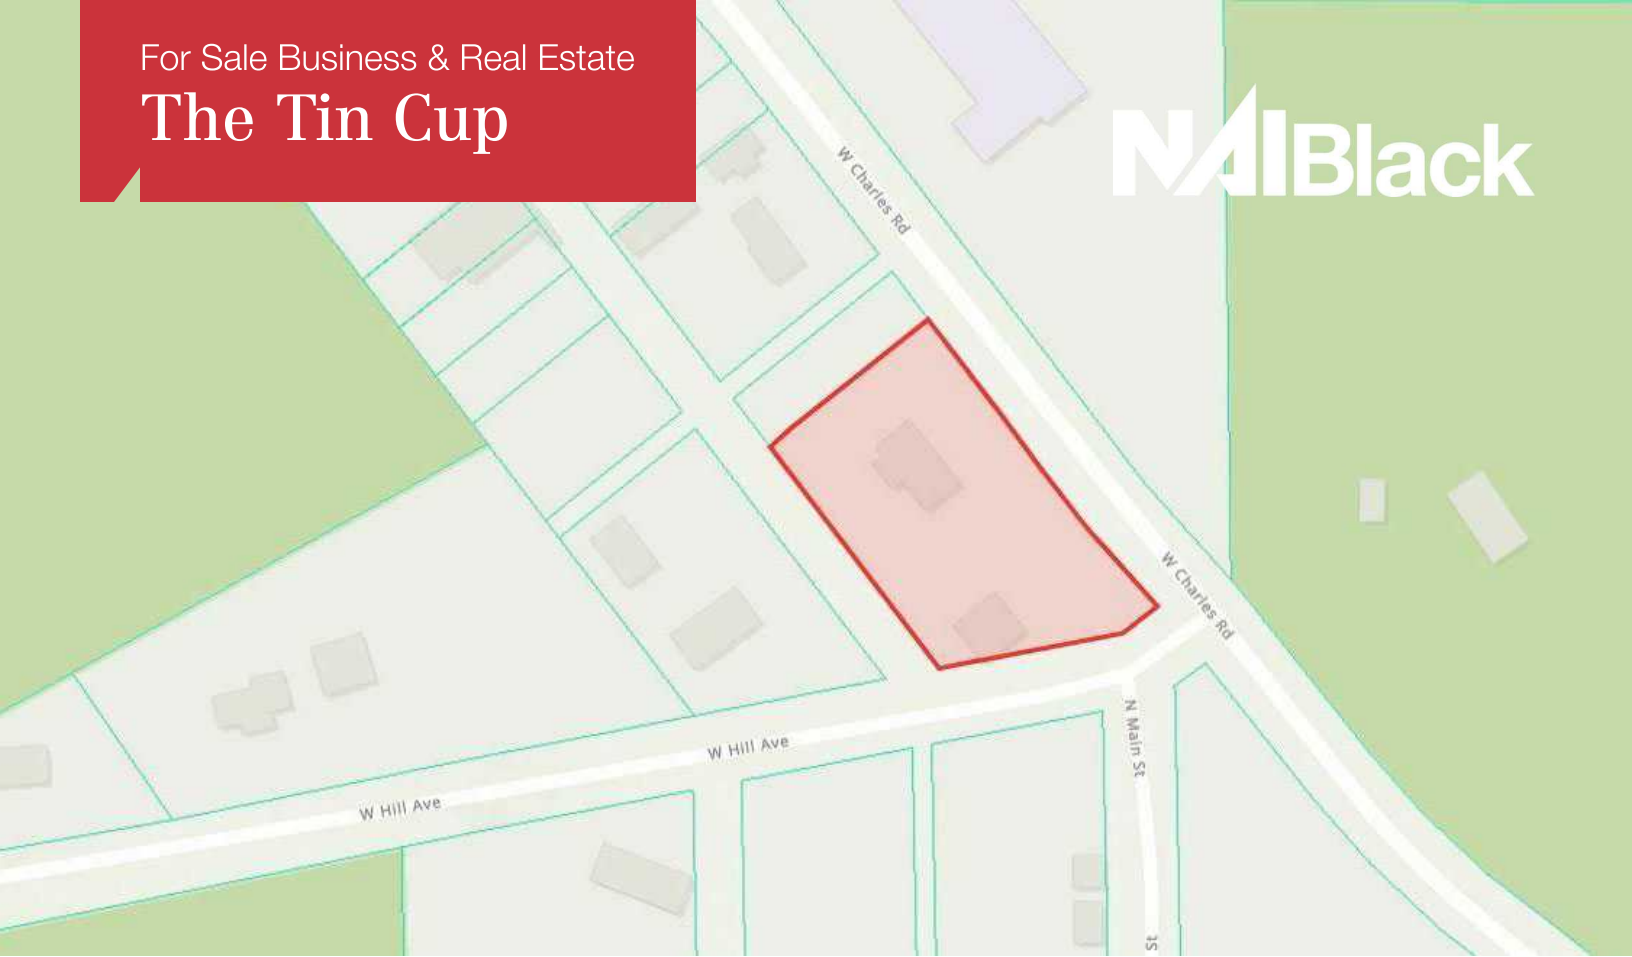 For Sale Business & Real Estate
The Tin Cup
NAIBlack
W Charles Rd
W Charles Rd
W Hill Ave
W Hill Ave
N Main St
St